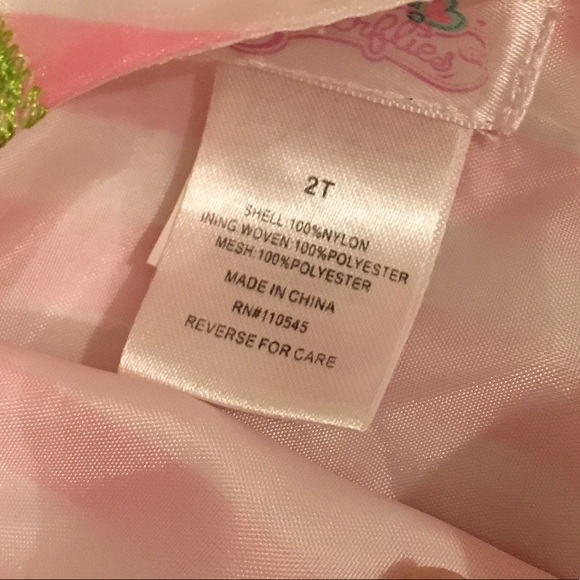 erflies
2T
SHELL:100%NYLON
INING WOVEN:100%POLYESTER
MESH:100%POLYESTER
MADE IN CHINA
RN#110545
REVERSE FOR CARE